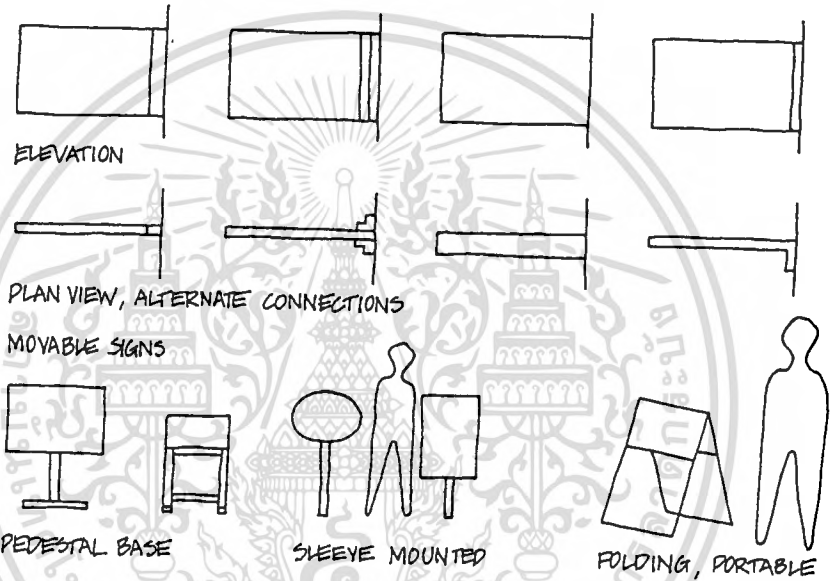 ELEVATION
PLAN VIEW, ALTERNATE CONNECTIONS
MOVABLE SIGNS
PEDESTAL BASE
SLEEVE MOUNTED
FOLDING, PORTABLE